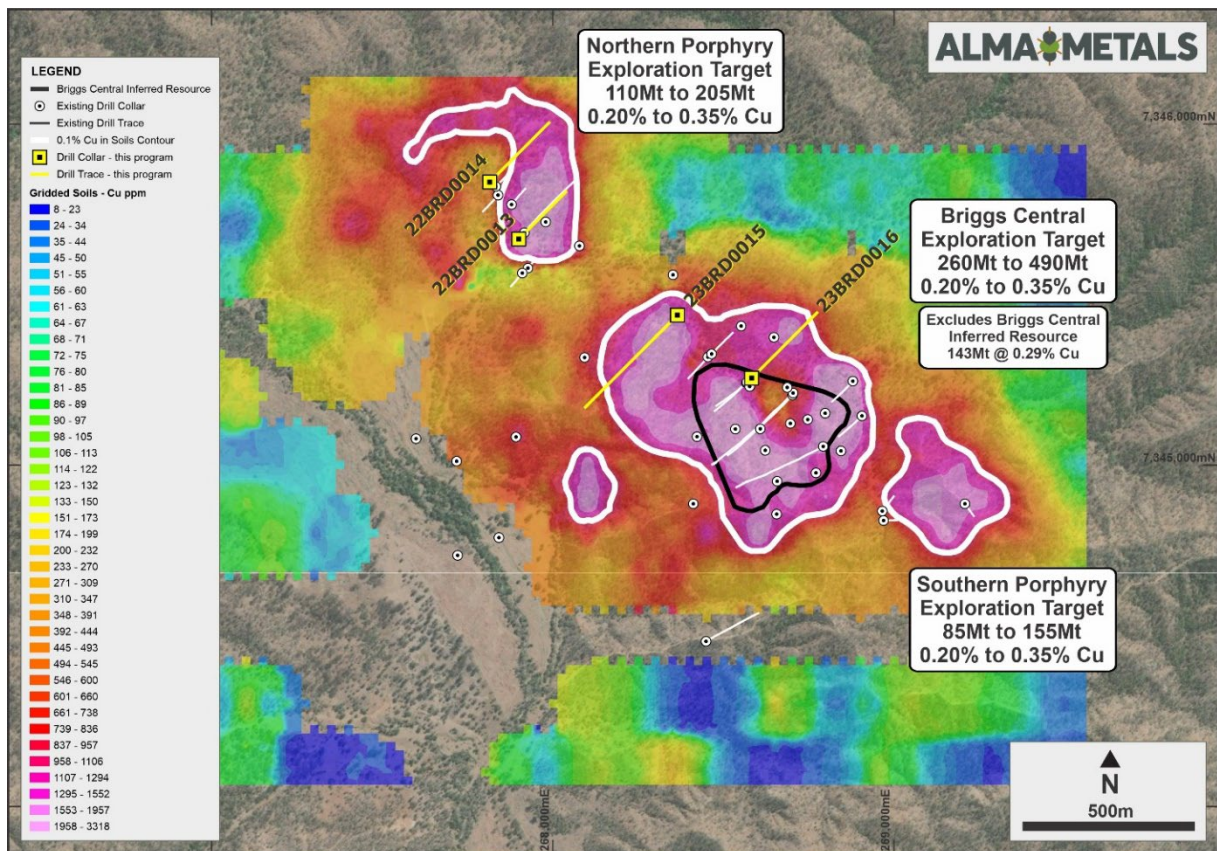 ALMA METALS
Northern Porphyry
Exploration Target
110Mt to 205Mt
0.20% to 0.35% Cu
LEGEND
Briggs Central Inferred Resource
Existing Drill Collar
Existing Drill Trace
0.1% Cu in Soils Contour
Drill Collar - this program
Drill Trace - this program
Gridded Soils - Cu ppm
8 - 23
24 - 34
35 - 44
45 - 50
51 - 55
56 - 60
61 - 63
64 - 67
68 - 71
72 - 75
76 - 80
81 - 85
86 - 89
90 - 97
98 - 105
106 - 113
114 - 122
123 - 132
133 - 150
151 - 173
174 - 199
200 - 232
233 - 270
271 - 309
310 - 347
348 - 391
392 - 444
445 - 493
494 - 545
546 - 600
601 - 660
661 - 738
739 - 836
837 - 957
958 - 1106
1107 - 1294
1295 - 1552
1553 - 1957
1958 - 3318
7,346,000mN
22BRD0014
22BRD0013
23BRD0015
23BRD0016
Briggs Central
Exploration Target
260Mt to 490Mt
0.20% to 0.35% Cu
Excludes Briggs Central
Inferred Resource
143Mt @ 0.29% Cu
7,345,000mN
Southern Porphyry
Exploration Target
85Mt to 155Mt
0.20% to 0.35% Cu
268,000mE
269,000mE
N
500m